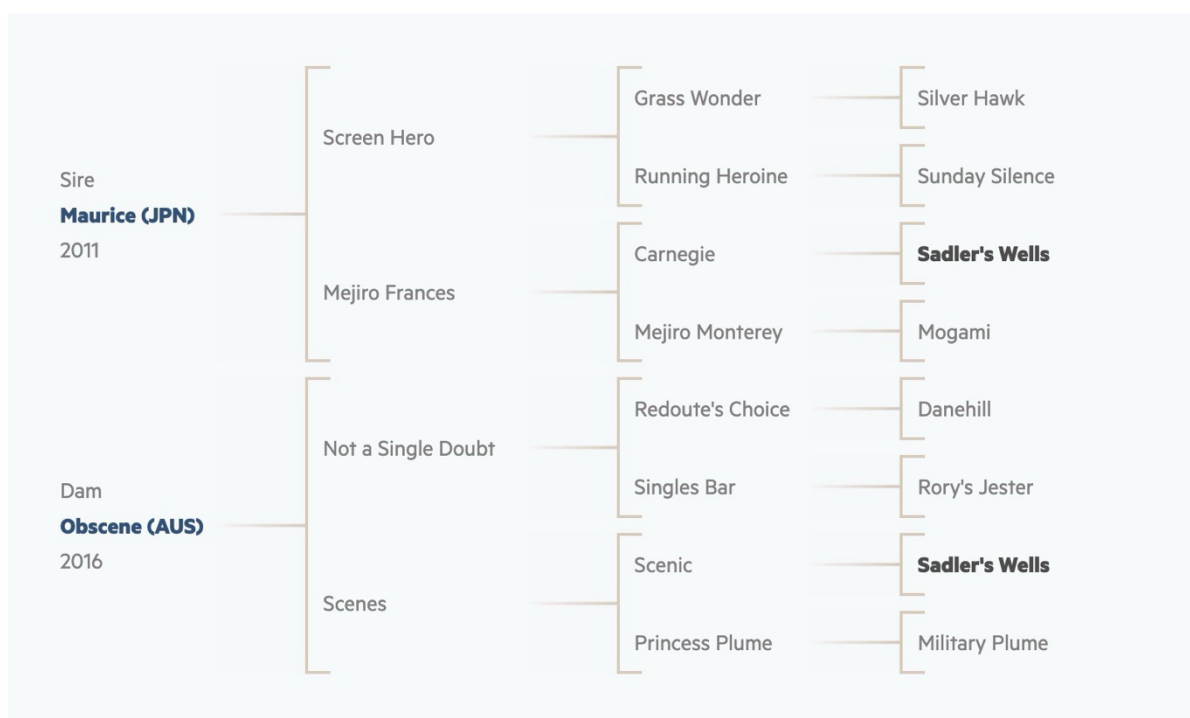 Sire
Maurice (JPN)
2011
Screen Hero
Mejiro Frances
Grass Wonder
Running Heroine
Carnegie
Mejiro Monterey
Silver Hawk
Sunday Silence
Sadler's Wells
Mogami
Dam
Obscene (AUS)
2016
Not a Single Doubt
Scenes
Redoute's Choice
Singles Bar
Scenic
Princess Plume
Danehill
Rory's Jester
Sadler's Wells
Military Plume